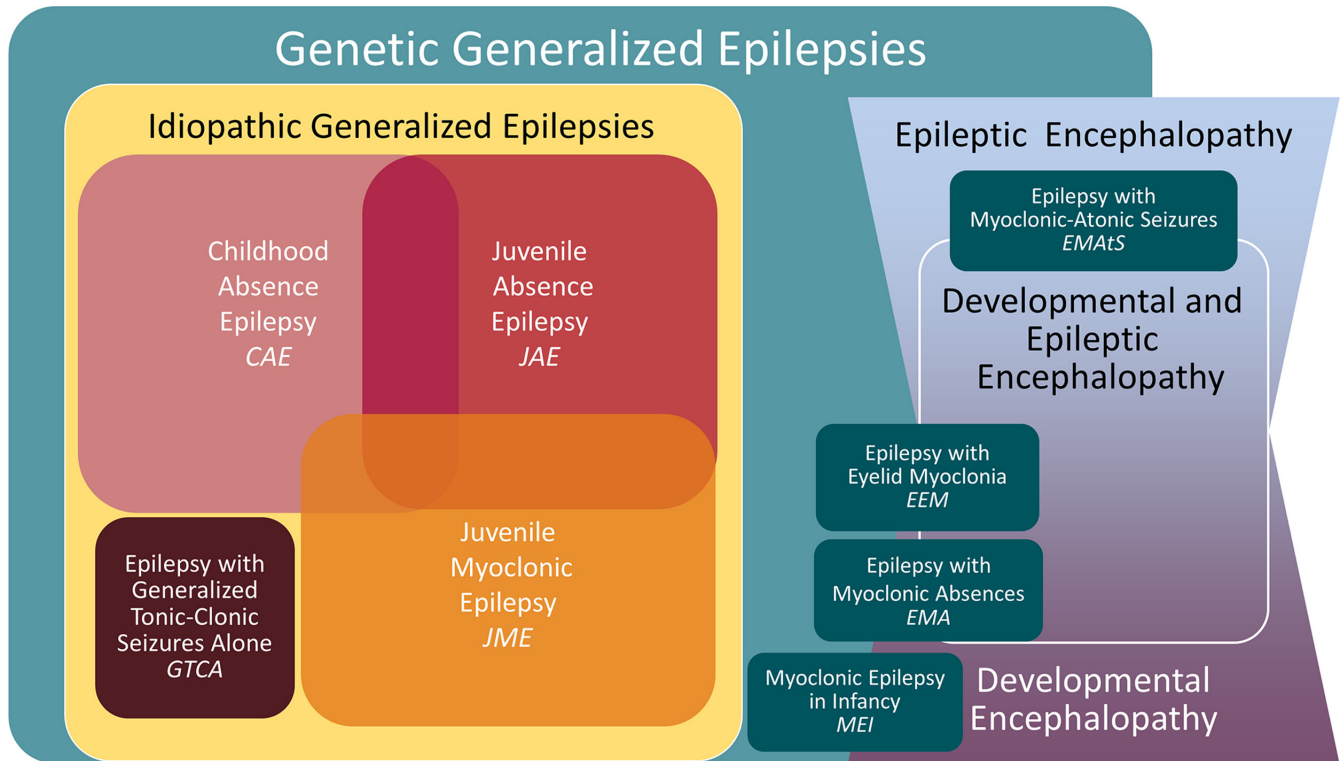 Genetic Generalized Epilepsies
Idiopathic Generalized Epilepsies
Childhood
Absence
Epilepsy
CAE
Juvenile
Absence
Epilepsy
JAE
Epilepsy with
Generalized
Tonic-Clonic
Seizures Alone
GTCA
Juvenile
Myoclonic
Epilepsy
JME
Epileptic Encephalopathy
Epilepsy with
Myoclonic-Atonic Seizures
EMAtS
Developmental and
Epileptic
Encephalopathy
Epilepsy with
Eyelid Myoclonia
EEM
Epilepsy with
Myoclonic Absences
EMA
Myoclonic Epilepsy
in Infancy
MEI
Developmental
Encephalopathy